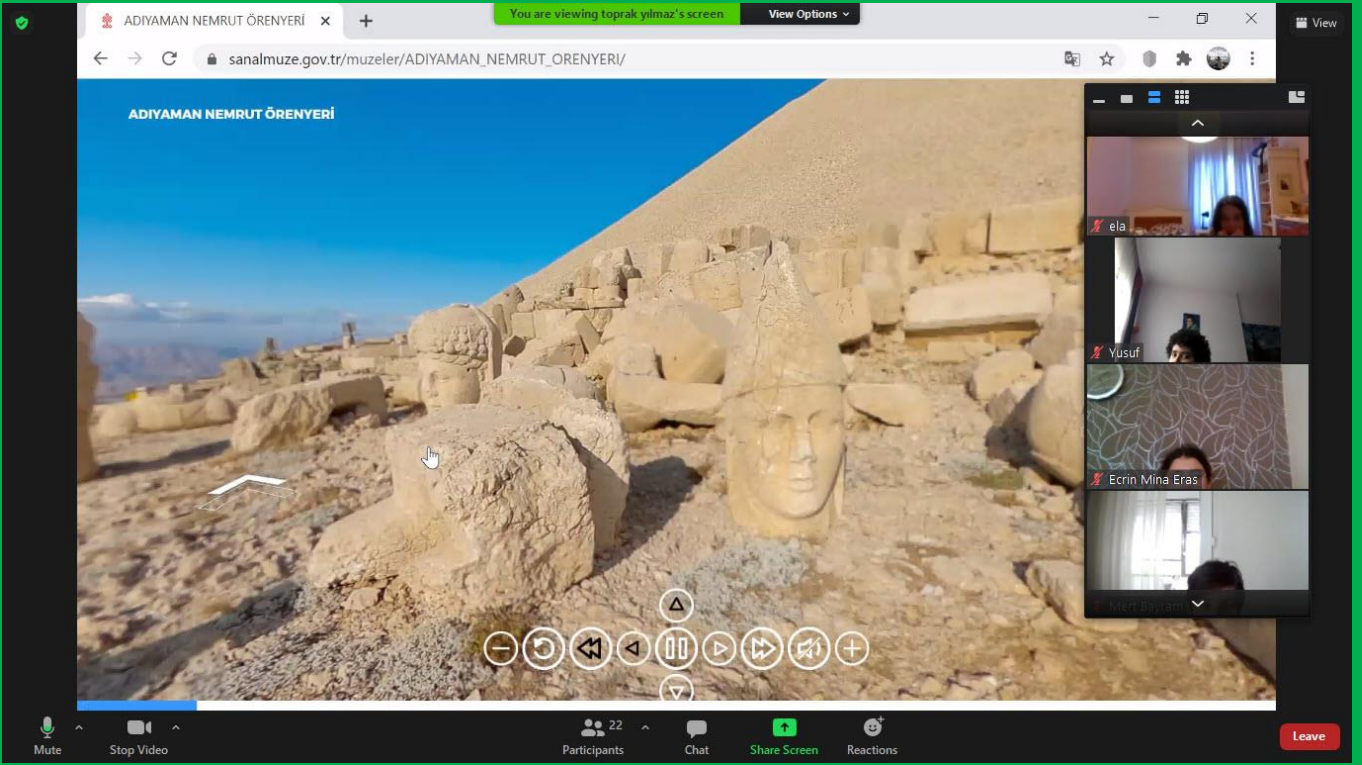 ADIYAMAN NEMRUT ÖRENYERİ
You are viewing toprak yılmaz's screen
View Options
View
sanalmuze.gov.tr/muzeler/ADIYAMAN_NEMRUT_ORENYERI/
ADIYAMAN NEMRUT ÖRENYERİ
ela
Yusuf
Ecrin Mina Eras
Mert Bayram
Mute
Stop Video
22
Participants
Chat
Share Screen
Reactions
Leave